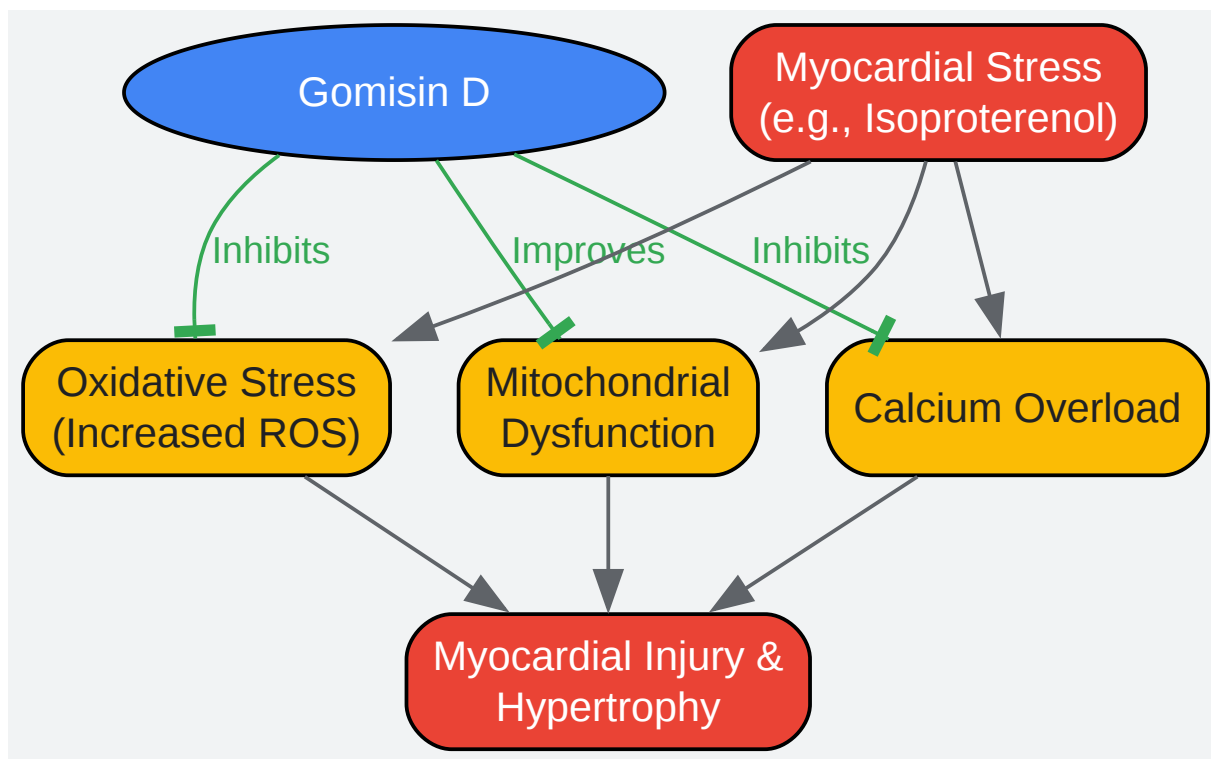 Gomisin D
Myocardial Stress
(e.g., Isoproterenol)
Inhibits
Improves
Inhibits
Oxidative Stress
(Increased ROS)
Mitochondrial
Dysfunction
Calcium Overload
Myocardial Injury &
Hypertrophy